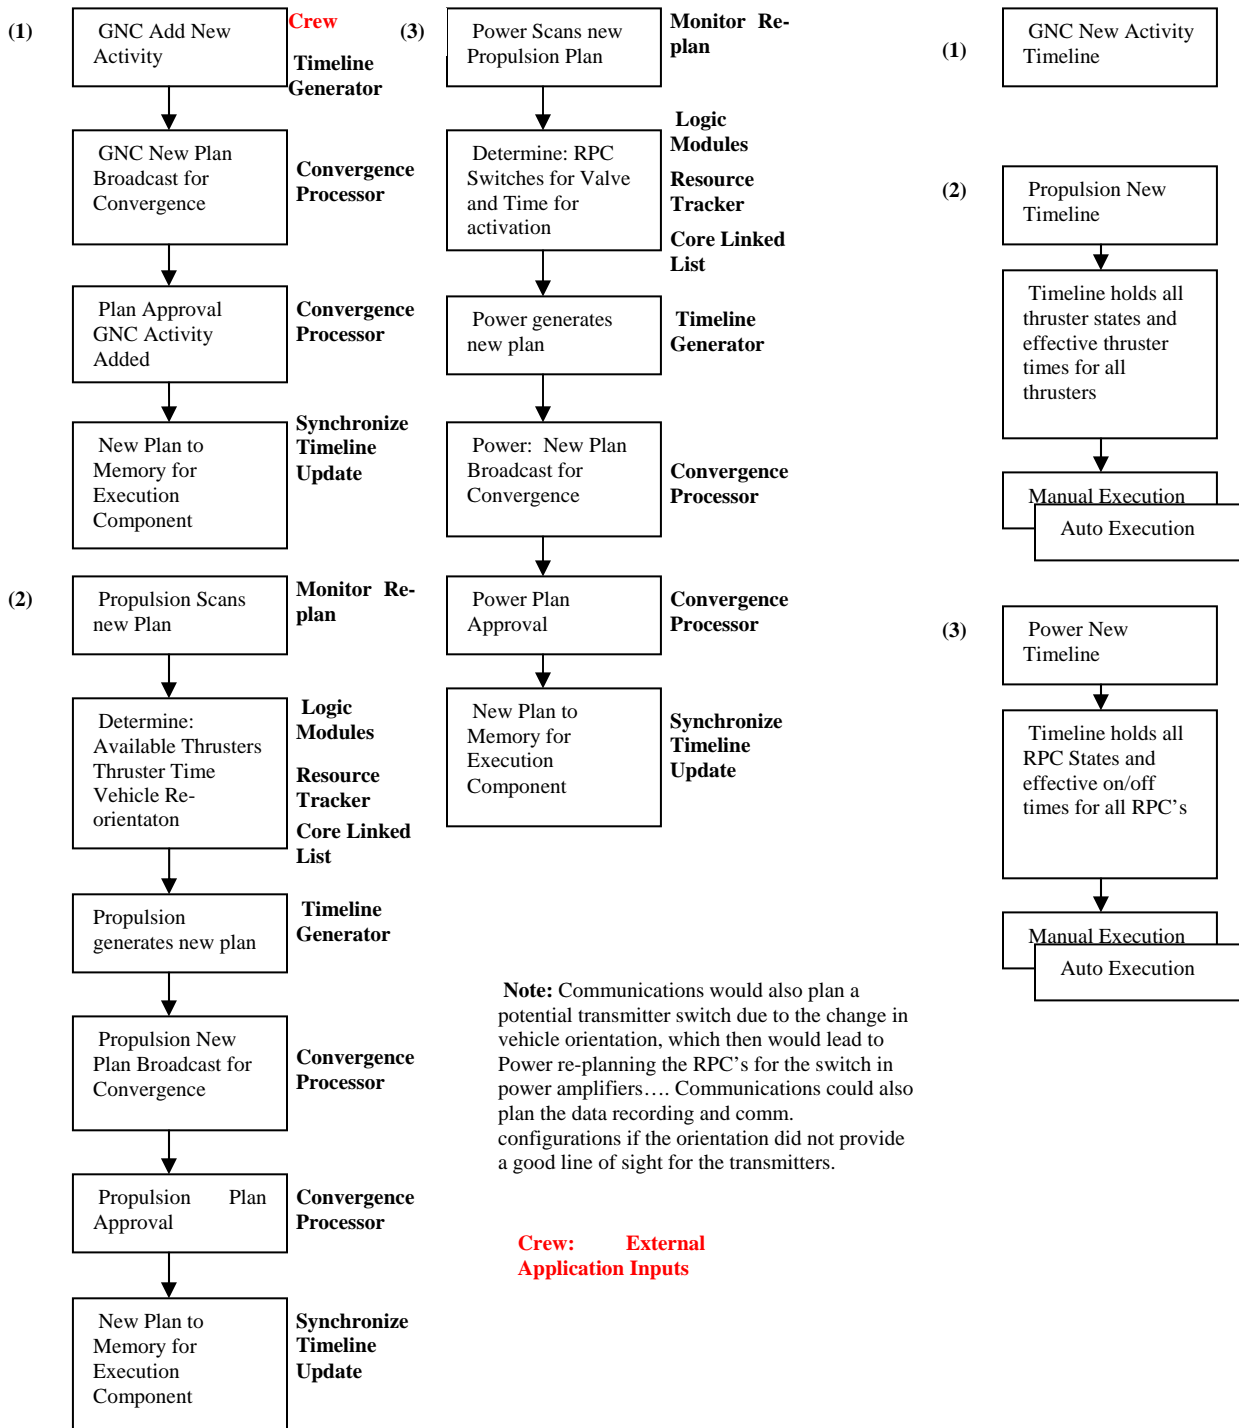 (1)
GNC Add New
Activity
Crew
Timeline
Generator
GNC New Plan
Broadcast for
Convergence
Convergence
Processor
Plan Approval
GNC Activity
Added
Convergence
Processor
New Plan to
Memory for
Execution
Component
Synchronize
Timeline
Update
(2)
Propulsion Scans
new Plan
Monitor Re-
plan
Determine:
Available Thrusters
Thruster Time
Vehicle Re-
orientaton
Logic
Modules
Resource
Tracker
Core Linked
List
Propulsion
generates new plan
Timeline
Generator
Propulsion New
Plan Broadcast for
Convergence
Convergence
Processor
Propulsion Plan
Approval
Convergence
Processor
New Plan to
Memory for
Execution
Component
Synchronize
Timeline
Update
(3)
Power Scans new
Propulsion Plan
Monitor Re-
plan
Determine: RPC
Switches for Valve
and Time for
activation
Logic
Modules
Resource
Tracker
Core Linked
List
Power generates
new plan
Timeline
Generator
Power: New Plan
Broadcast for
Convergence
Convergence
Processor
Power Plan
Approval
Convergence
Processor
New Plan to
Memory for
Execution
Component
Synchronize
Timeline
Update
Note: Communications would also plan a
potential transmitter switch due to the change in
vehicle orientation, which then would lead to
Power re-planning the RPC's for the switch in
power amplifiers…. Communications could also
plan the data recording and comm.
configurations if the orientation did not provide
a good line of sight for the transmitters.
Crew: External
Application Inputs
(1)
GNC New Activity
Timeline
(2)
Propulsion New
Timeline
Timeline holds all
thruster states and
effective thruster
times for all
thrusters
Manual Execution
Auto Execution
(3)
Power New
Timeline
Timeline holds all
RPC States and
effective on/off
times for all RPC's
Manual Execution
Auto Execution